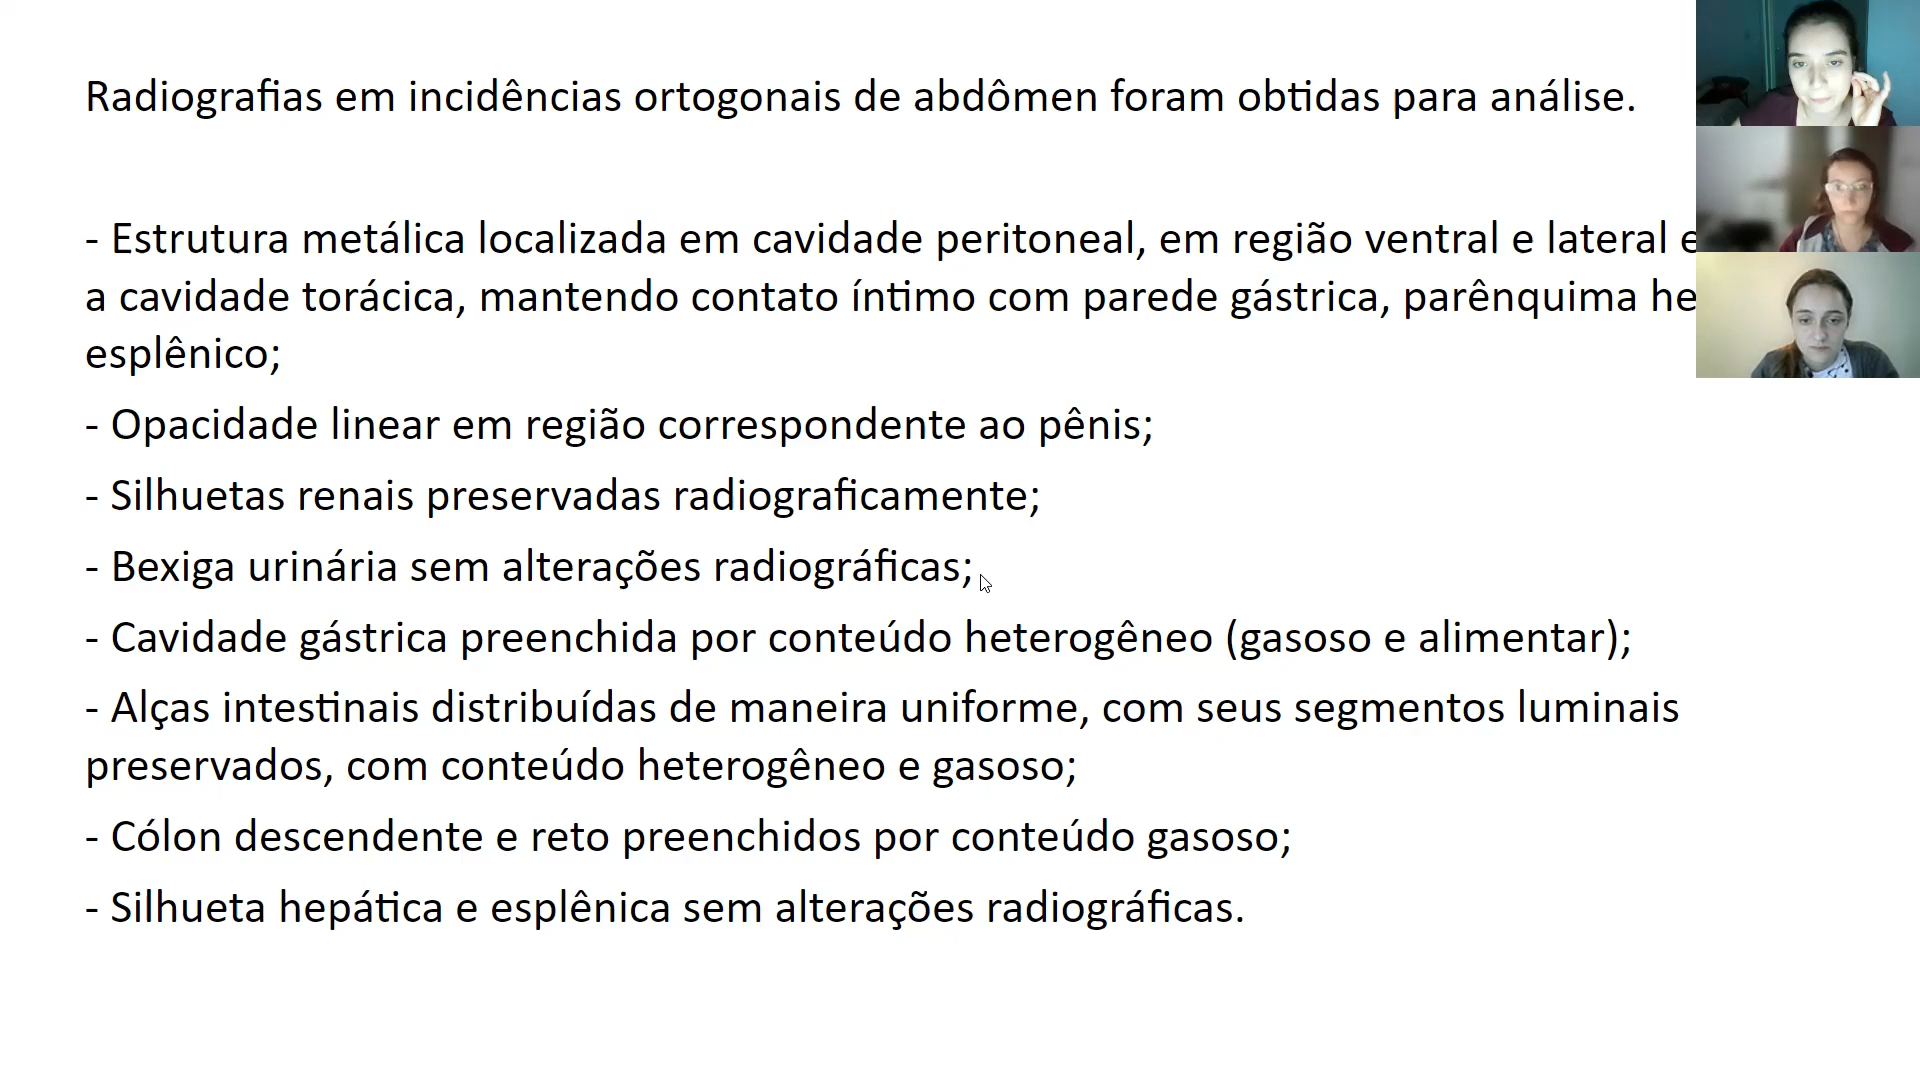 Radiografias em incidências ortogonais de abdômen foram obtidas para análise.
- Estrutura metálica localizada em cavidade peritoneal, em região ventral e lateral
a cavidade torácica, mantendo contato íntimo com parede gástrica, parênquima
esplênico;
- Opacidade linear em região correspondente ao pênis;
- Silhuetas renais preservadas radiograficamente;
- Bexiga urinária sem alterações radiográficas;
- Cavidade gástrica preenchida por conteúdo heterogêneo (gasoso e alimentar);
- Alças intestinais distribuídas de maneira uniforme, com seus segmentos luminais
preservados, com conteúdo heterogêneo e gasoso;
- Cólon descendente e reto preenchidos por conteúdo gasoso;
- Silhueta hepática e esplênica sem alterações radiográficas.